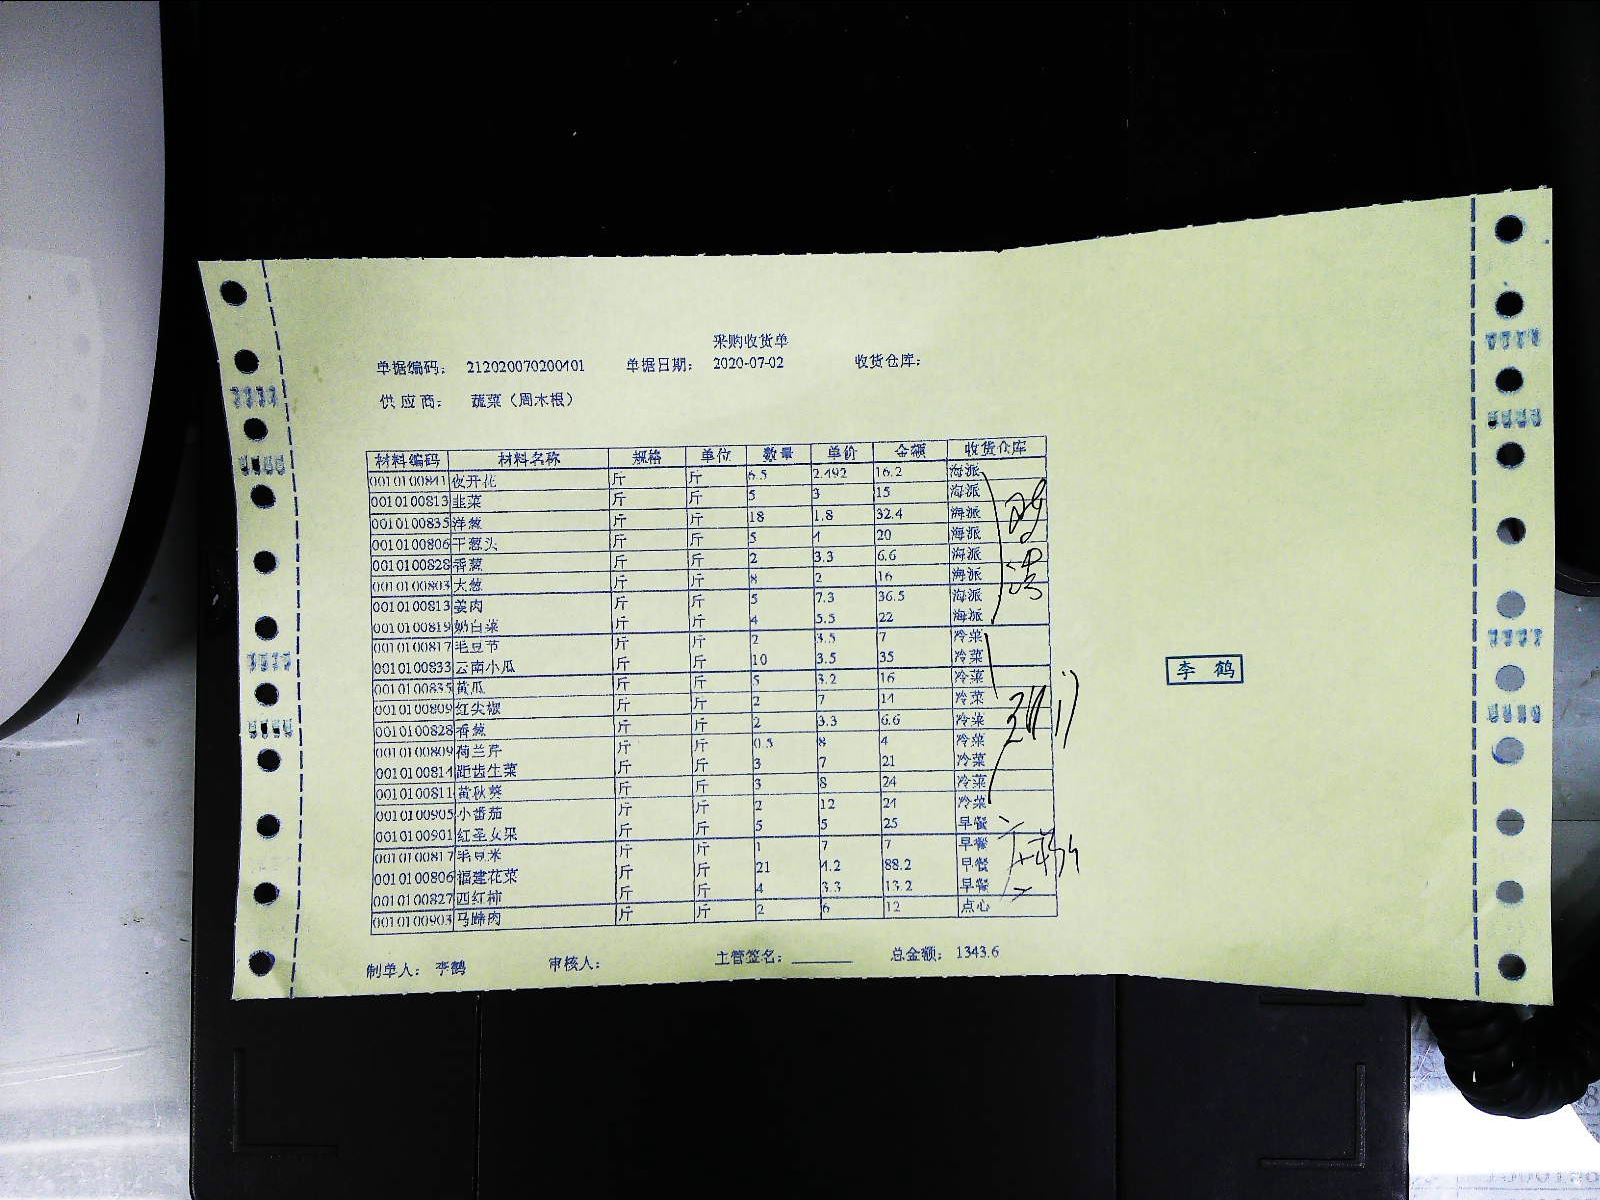 采购收货单
单据编码： 212020070200401 单据日期： 2020-07-02 收货仓库：
供应商： 蔬菜（周木根）
材料编码 材料名称 规格 单位 数量 单价 金额 收货仓库
0010100841 夜开花 斤 斤 6.5 2.492 16.2 海派
0010100813 韭菜 斤 斤 5 3 15 海派
0010100835 洋葱 斤 斤 18 1.8 32.4 海派
0010100806 干葱头 斤 斤 5 4 20 海派
0010100828 香葱 斤 斤 2 3.3 6.6 海派
0010100803 大葱 斤 斤 8 2 16 海派
0010100813 姜肉 斤 斤 5 7.3 36.5 海派
0010100819 奶白菜 斤 斤 4 5.5 22 海派
0010100817 毛豆节 斤 斤 2 3.5 7 冷菜
0010100833 云南小瓜 斤 斤 10 3.5 35 冷菜
0010100835 黄瓜 斤 斤 5 3.2 16 冷菜
0010100809 红尖椒 斤 斤 2 7 14 冷菜
0010100828 香葱 斤 斤 2 3.3 6.6 冷菜
0010100809 荷兰芹 斤 斤 0.5 8 4 冷菜
0010100814 距齿生菜 斤 斤 3 7 21 冷菜
0010100811 黄秋葵 斤 斤 3 8 24 冷菜
0010100905 小番茄 斤 斤 2 12 24 冷菜
0010100901 红圣女果 斤 斤 5 5 25 早餐
0010100817 毛豆米 斤 斤 1 7 7 早餐
0010100806 福建花菜 斤 斤 21 4.2 88.2 早餐
0010100827 西红柿 斤 斤 4 3.3 13.2 早餐
0010100903 马蹄肉 斤 斤 2 6 12 点心
李鹤
制单人： 李鹤 审核人： 主管签名： 总金额： 1343.6